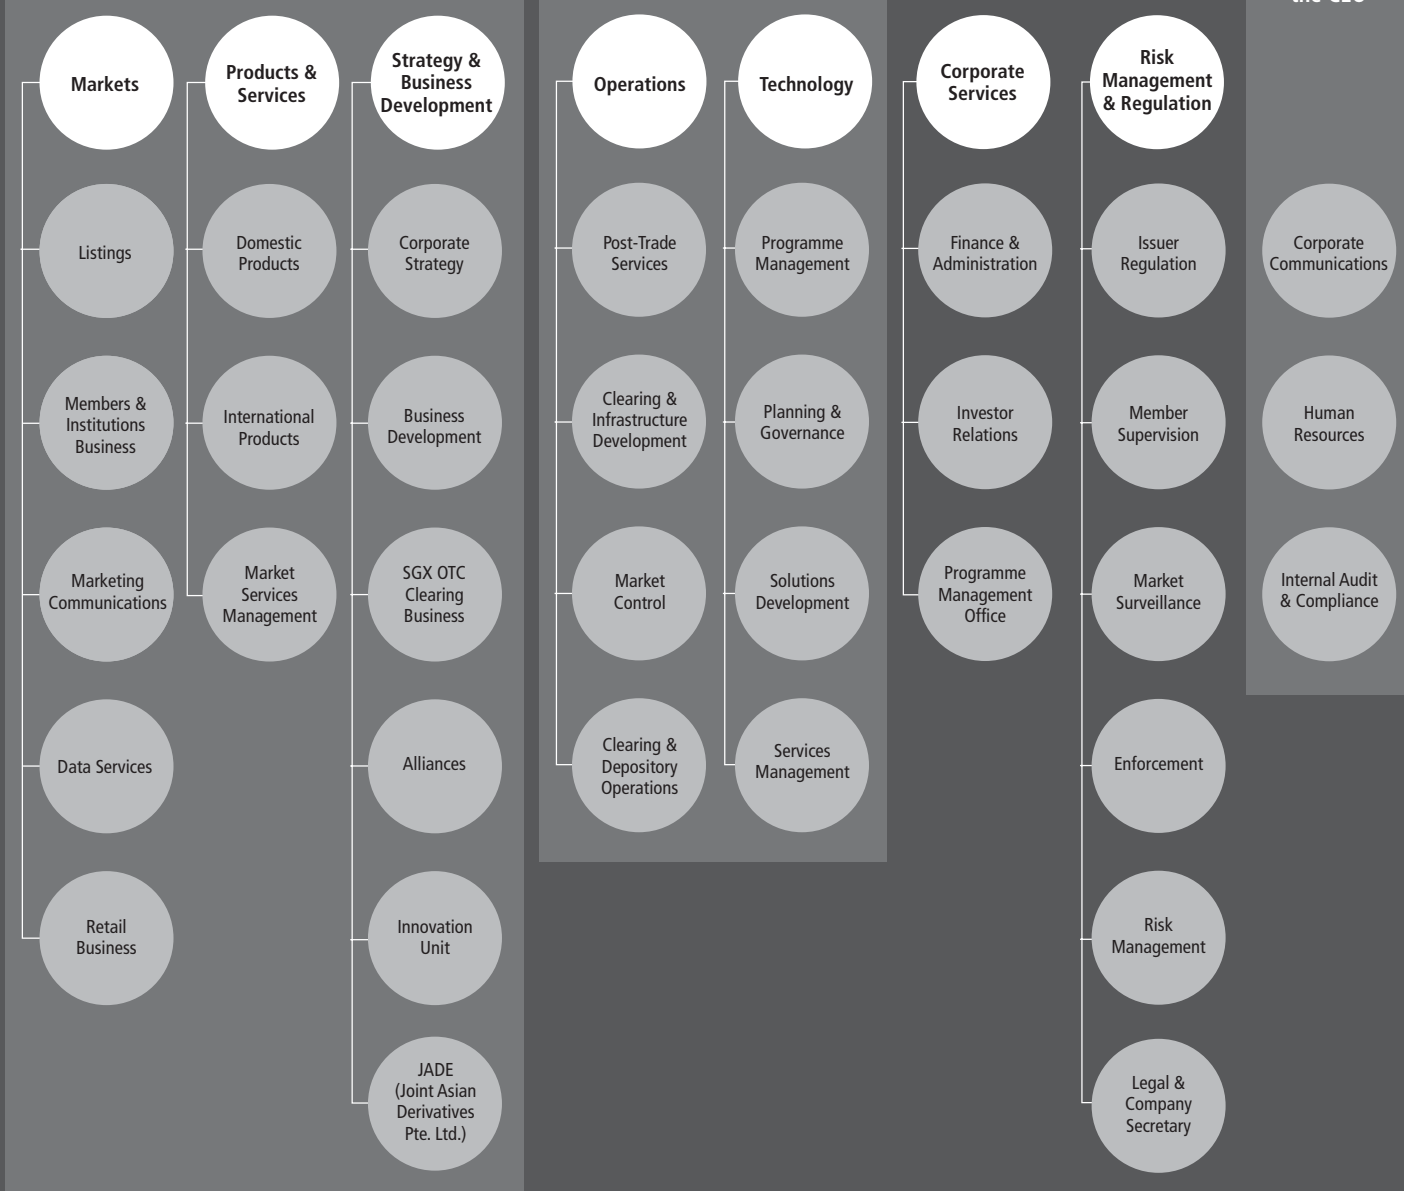 the CEO
Markets
Products &
Services
Strategy &
Business
Development
Operations
Technology
Corporate
Services
Risk
Management
& Regulation
Listings
Domestic
Products
Corporate
Strategy
Post-Trade
Services
Programme
Management
Finance &
Administration
Issuer
Regulation
Corporate
Communications
Members &
Institutions
Business
International
Products
Business
Development
Clearing &
Infrastructure
Development
Planning &
Governance
Investor
Relations
Member
Supervision
Human
Resources
Marketing
Communications
Market
Services
Management
SGX OTC
Clearing
Business
Market
Control
Solutions
Development
Programme
Management
Office
Market
Surveillance
Internal Audit
& Compliance
Data Services
Alliances
Clearing &
Depository
Operations
Services
Management
Enforcement
Retail
Business
Innovation
Unit
Risk
Management
JADE
(Joint Asian
Derivatives
Pte. Ltd.)
Legal &
Company
Secretary